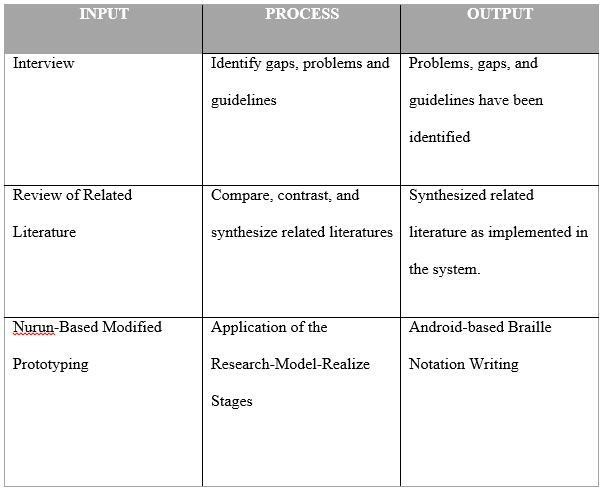 INPUT
PROCESS
OUTPUT
Interview
Identify gaps, problems and
guidelines
Problems, gaps, and
guidelines have been
identified
Review of Related
Literature
Compare, contrast, and
synthesize related literatures
Synthesized related
literature as implemented in
the system.
Nurun-Based Modified
Prototyping
Application of the
Research-Model-Realize
Stages
Android-based Braille
Notation Writing